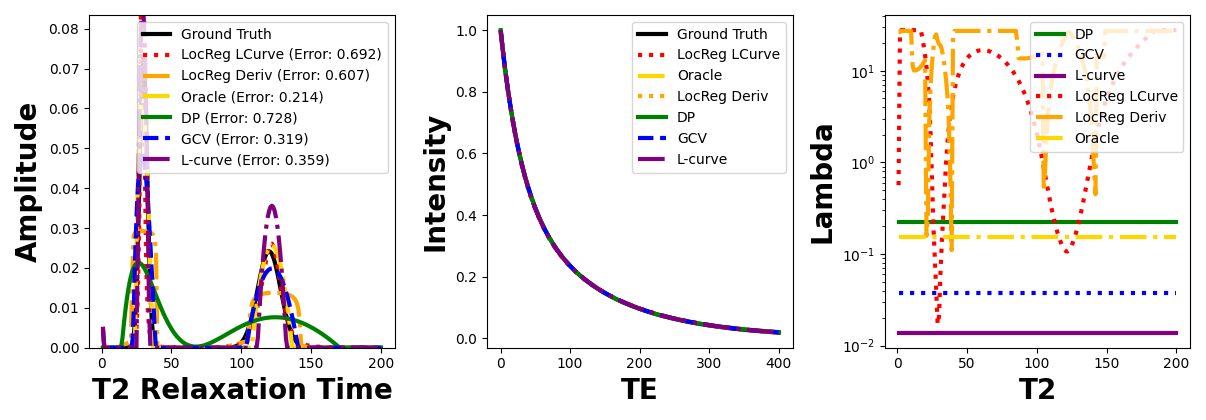 Amplitude
0.08
0.07
0.06
0.05
0.04
0.03
0.02
0.01
0.00
0 50 100 150 200
T2 Relaxation Time
Ground Truth
LocReg LCurve (Error: 0.692)
LocReg Deriv (Error: 0.607)
Oracle (Error: 0.214)
DP (Error: 0.728)
GCV (Error: 0.319)
L-curve (Error: 0.359)
Intensity
1.0
0.8
0.6
0.4
0.2
0.0
0 100 200 300 400
TE
Ground Truth
LocReg LCurve
Oracle
LocReg Deriv
DP
GCV
L-curve
Lambda
10¹
10⁰
10⁻¹
10⁻²
0 50 100 150 200
T2
DP
GCV
L-curve
LocReg LCurve
LocReg Deriv
Oracle